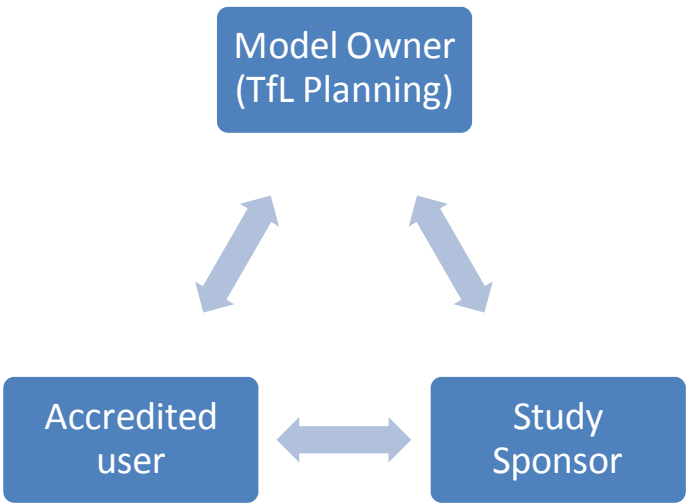 Model Owner
(TfL Planning)
Accredited
user
Study
Sponsor